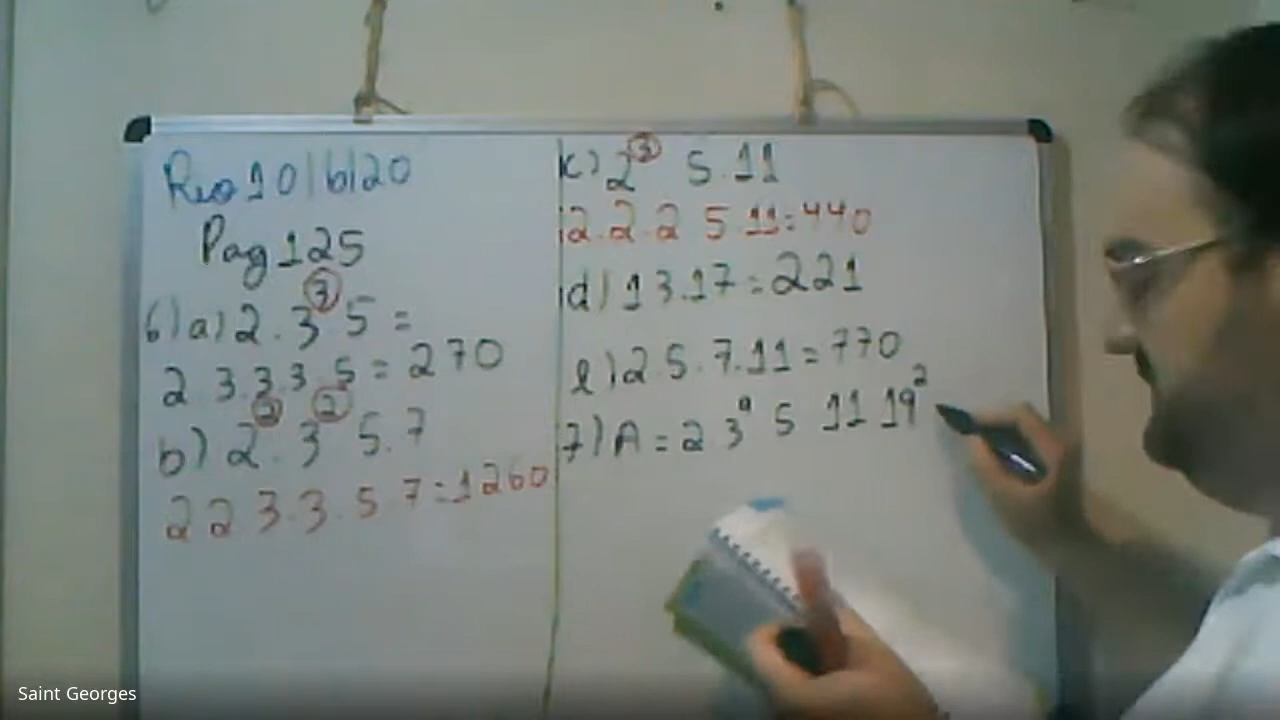 Rio 10/6/20
Pag 125
6) a) 2 . 3³ 5 =
2 3.3.3 5 = 270
b) 2² . 3² 5.7
2 2 3.3.5 7 = 1260
c) 2³ 5.11
2.2.2 5.11 = 440
d) 13.17 = 221
e) 2 5.7.11 = 770
7) A = 2 3ª 5 11 19²
Saint Georges